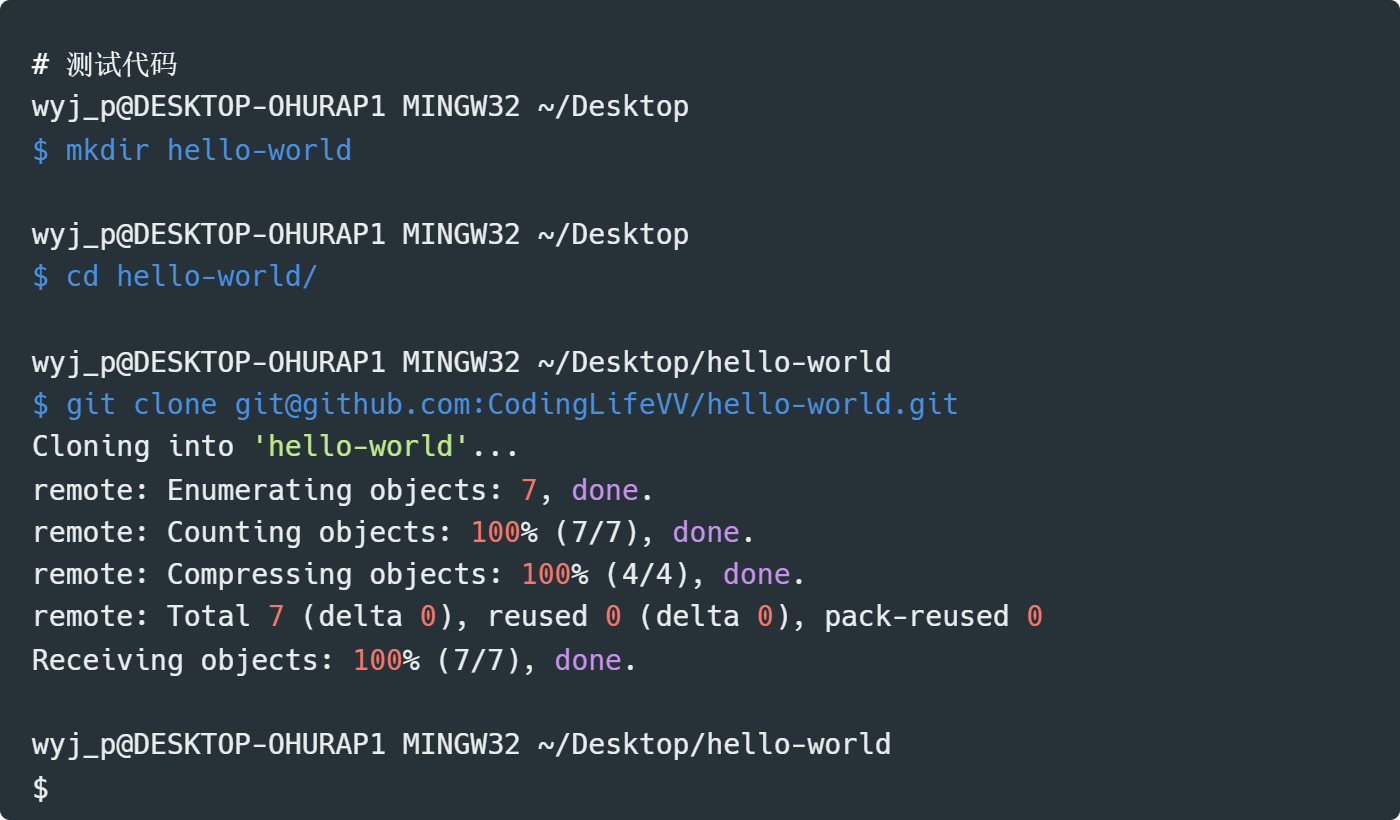 # 测试代码
wyj_p@DESKTOP-OHURAP1 MINGW32 ~/Desktop
$ mkdir hello-world
wyj_p@DESKTOP-OHURAP1 MINGW32 ~/Desktop
$ cd hello-world/
wyj_p@DESKTOP-OHURAP1 MINGW32 ~/Desktop/hello-world
$ git clone git@github.com:CodingLifeVV/hello-world.git
Cloning into 'hello-world'...
remote: Enumerating objects: 7, done.
remote: Counting objects: 100% (7/7), done.
remote: Compressing objects: 100% (4/4), done.
remote: Total 7 (delta 0), reused 0 (delta 0), pack-reused 0
Receiving objects: 100% (7/7), done.
wyj_p@DESKTOP-OHURAP1 MINGW32 ~/Desktop/hello-world
$